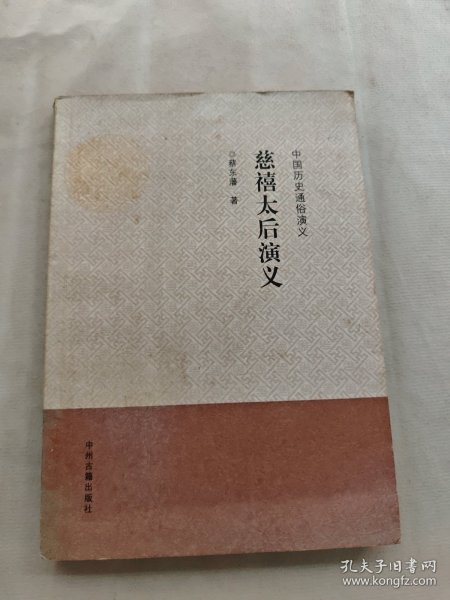 中国历史通俗演义
慈禧太后演义
◎蔡东藩 著
中州古籍出版社
孔夫子旧书网
www.kongfz.com